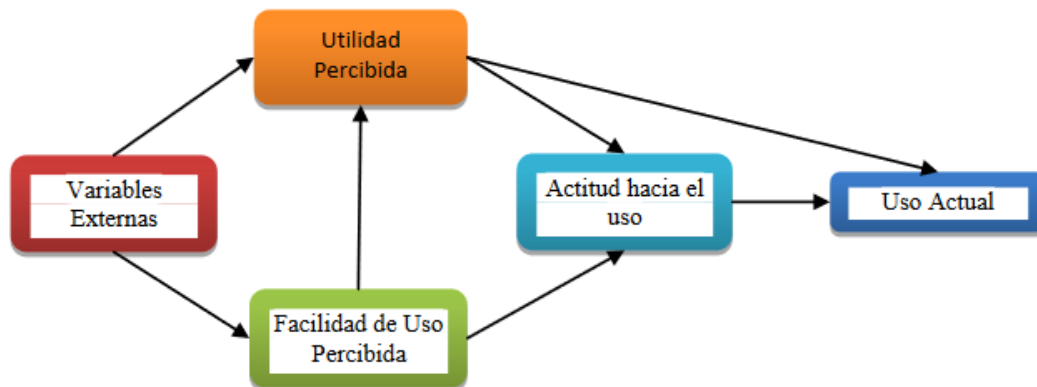 Utilidad
Percibida
Variables
Externas
Actitud hacia el
uso
Uso Actual
Facilidad de Uso
Percibida